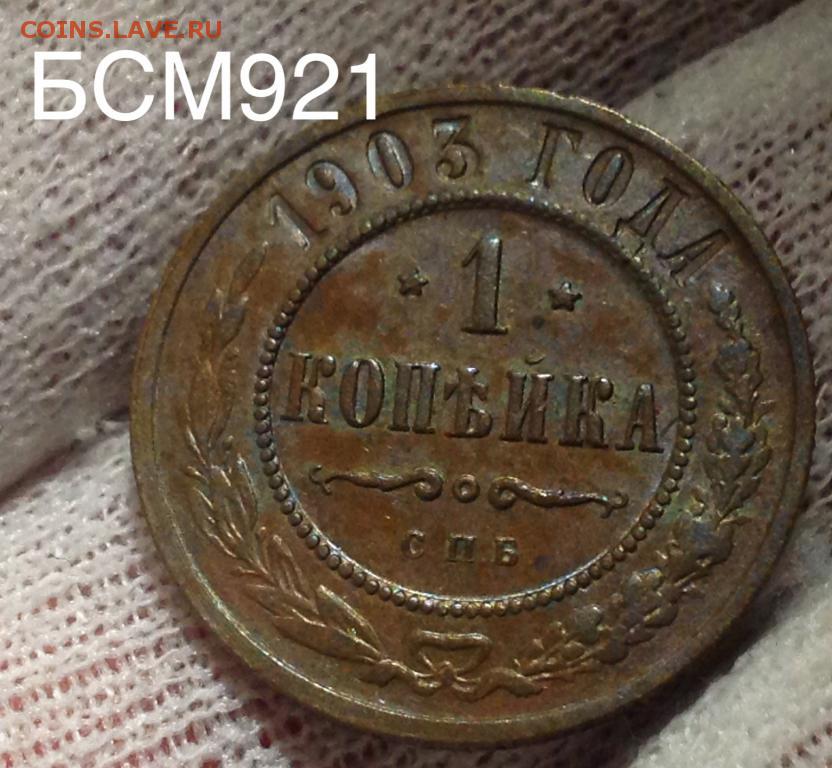 COINS.LAVE.RU
БСМ921
1903 ГОДА
1
КОПѢЙКА
С.П.Б.